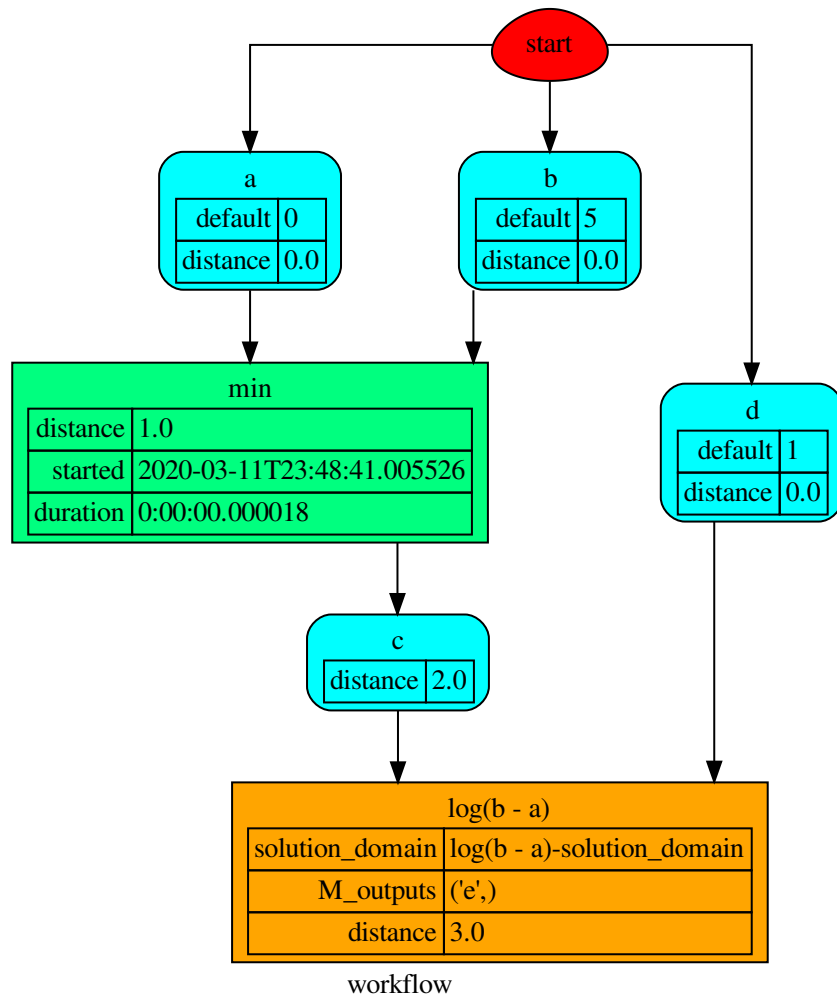 start
a
default 0
distance 0.0
b
default 5
distance 0.0
min
distance 1.0
started 2020-03-11T23:48:41.005526
duration 0:00:00.000018
d
default 1
distance 0.0
c
distance 2.0
log(b - a)
solution_domain log(b - a)-solution_domain
M_outputs ('e',)
distance 3.0
workflow